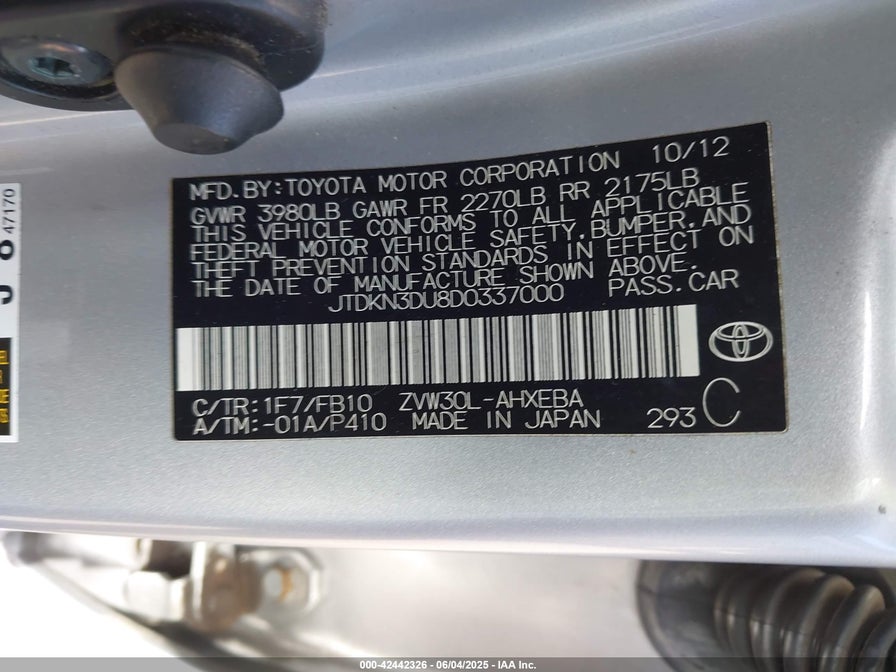 MFD.BY:TOYOTA MOTOR CORPORATION 10/12
GVWR 3980LB GAWR FR 2270LB RR 2175LB
THIS VEHICLE CONFORMS TO ALL APPLICABLE
FEDERAL MOTOR VEHICLE SAFETY,BUMPER,AND
THEFT PREVENTION STANDARDS IN EFFECT ON
THE DATE OF MANUFACTURE SHOWN ABOVE.
JTDKN3DU8D0337000 PASS.CAR
C/TR:1F7/FB10 ZVW30L-AHXEBA
A/TM:-01A/P410 MADE IN JAPAN 293 C
47170
000-42442326 - 06/04/2025 - IAA Inc.